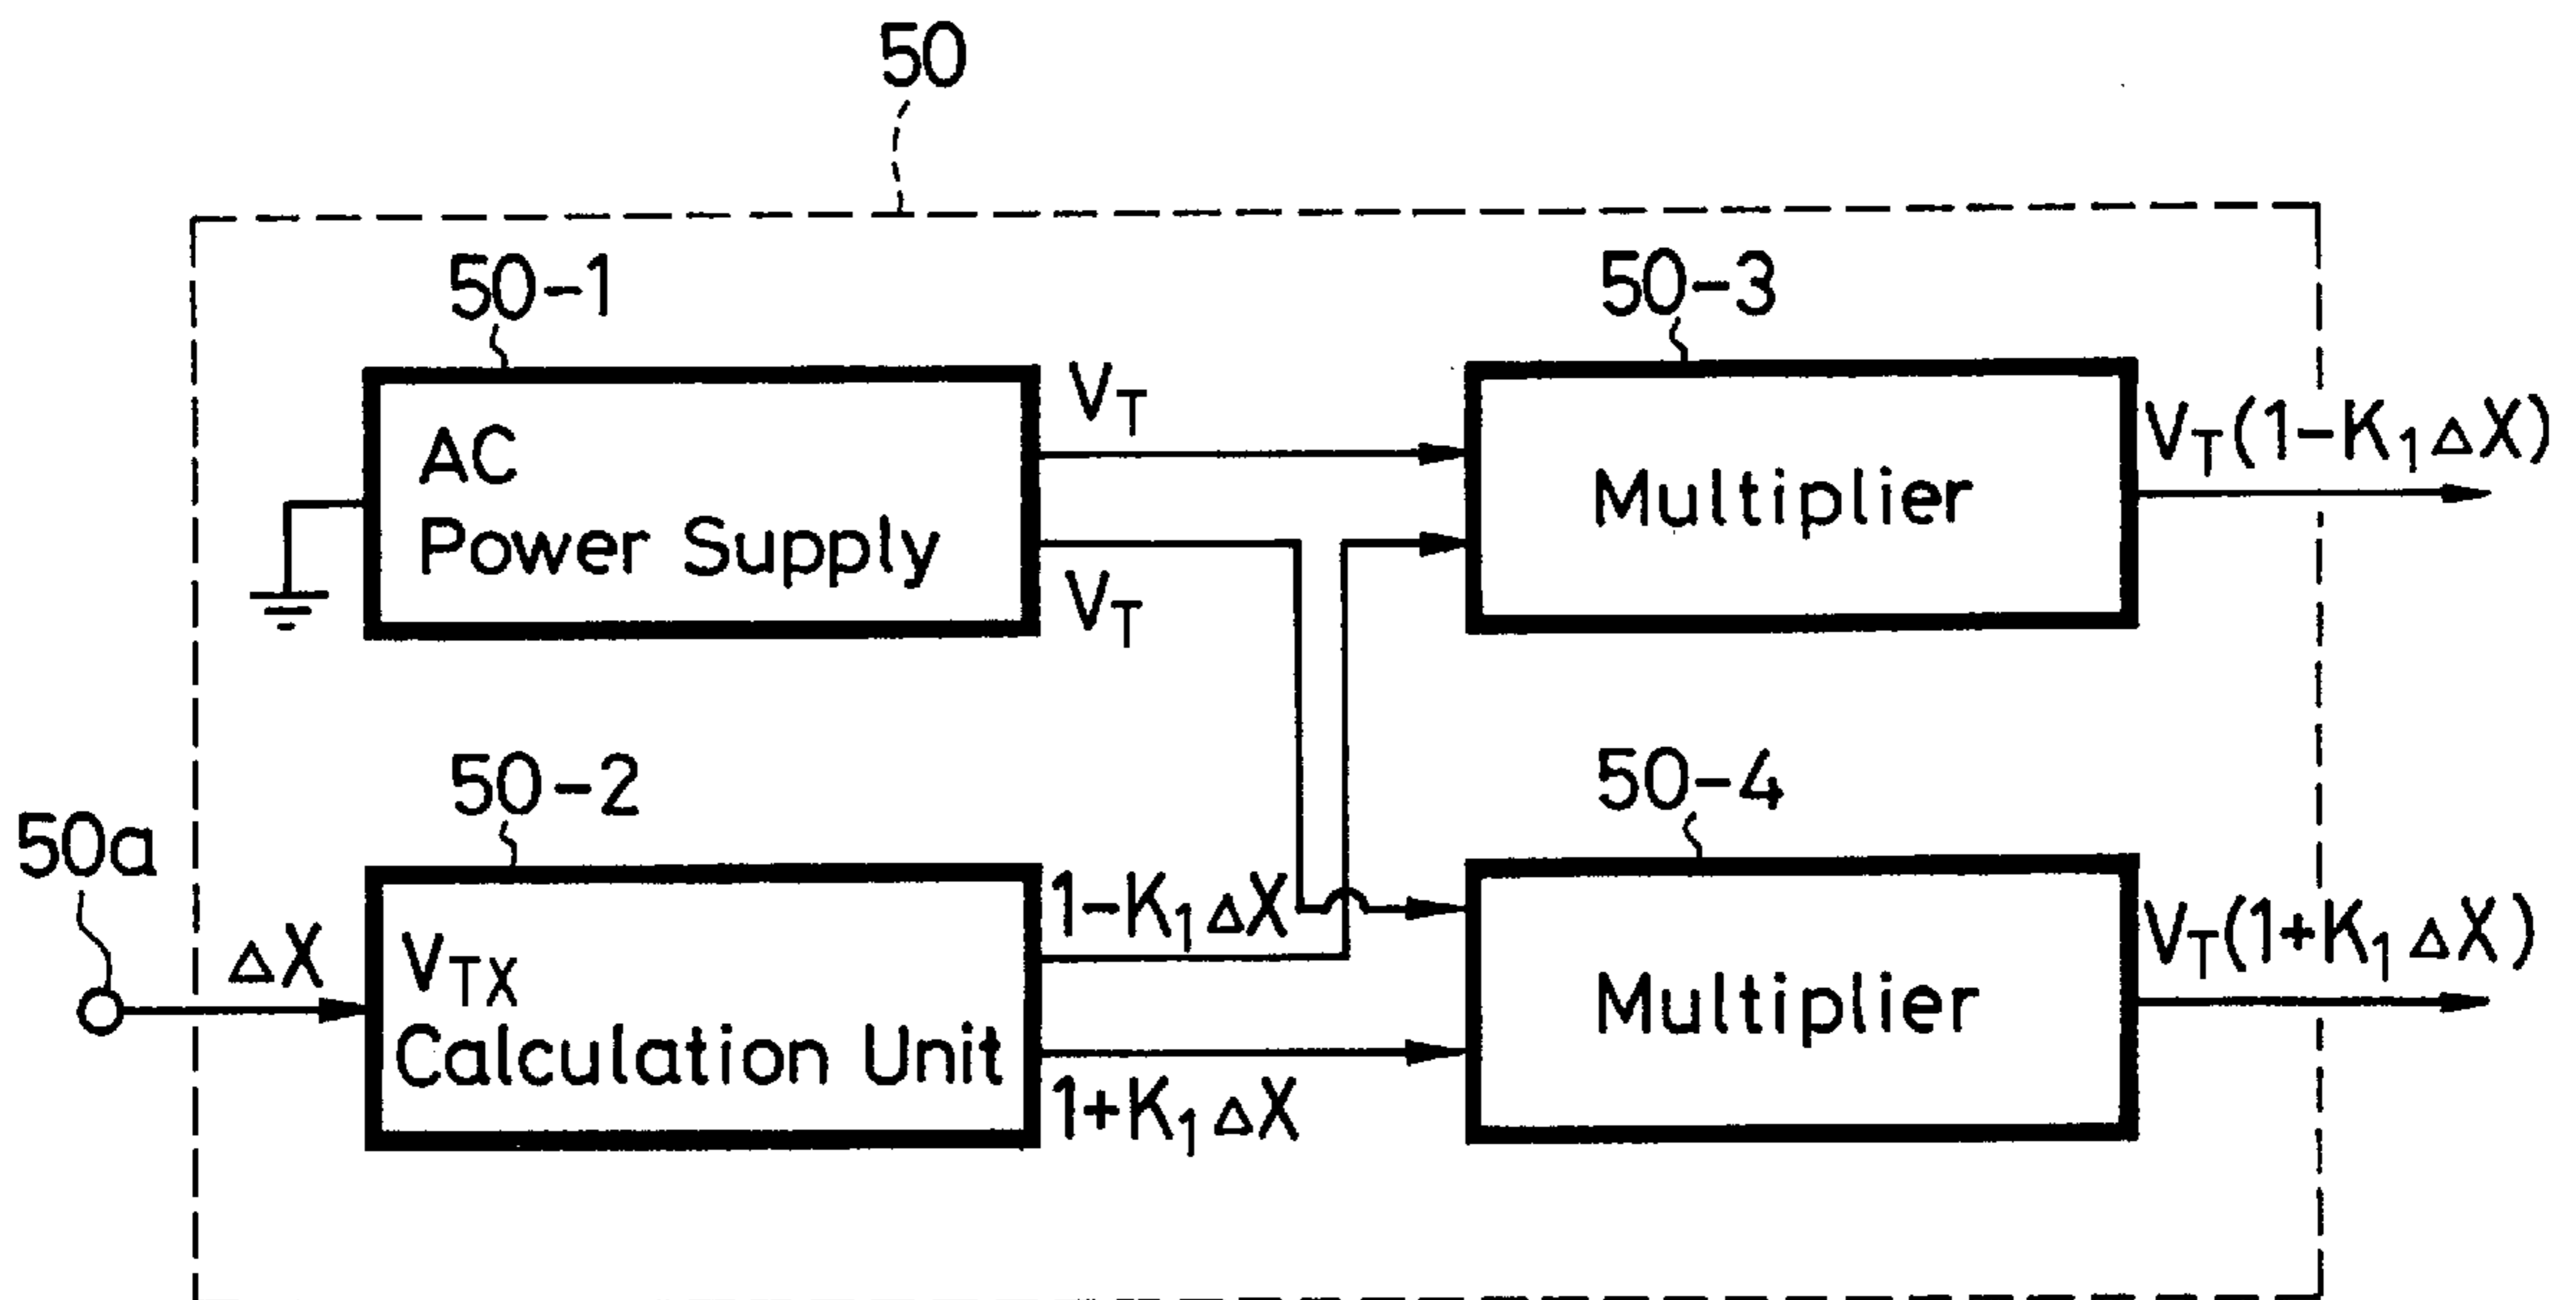 50
50-1
50-3
AC
Power Supply
V_T
V_T
Multiplier
V_T(1-K_1ΔX)
50-2
50-4
50a
ΔX
V_TX
Calculation Unit
1-K_1ΔX
1+K_1ΔX
Multiplier
V_T(1+K_1ΔX)